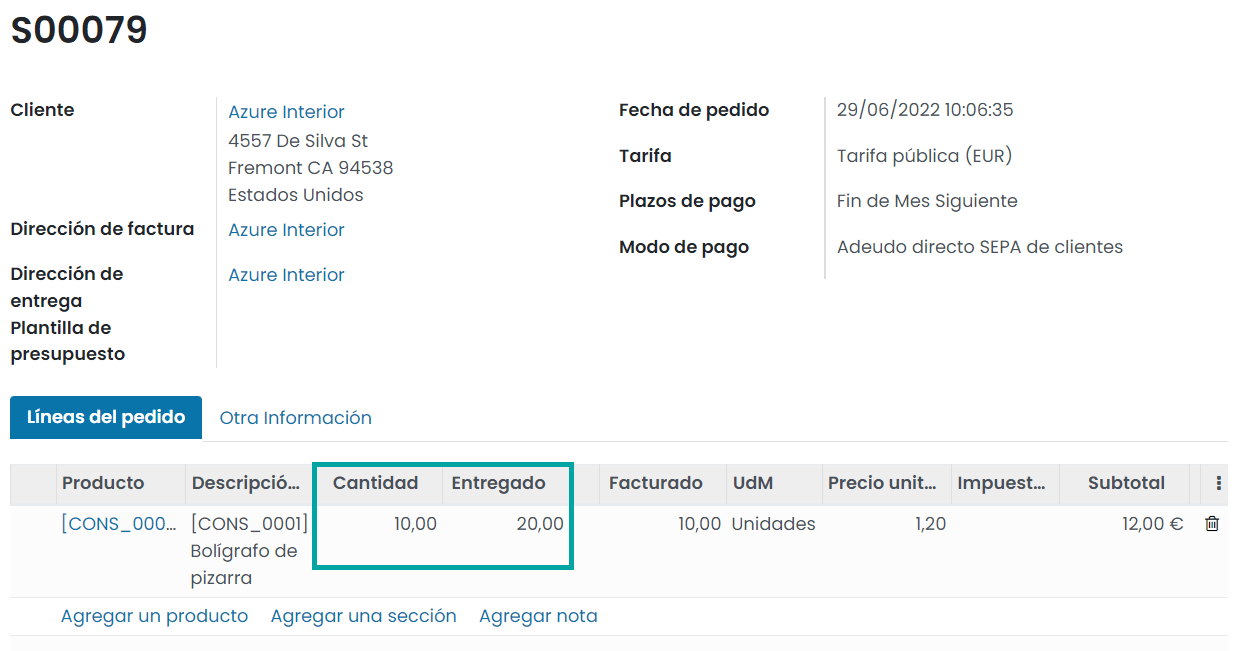 S00079
Cliente
Azure Interior
4557 De Silva St
Fremont CA 94538
Estados Unidos
Dirección de factura
Azure Interior
Dirección de
entrega
Azure Interior
Plantilla de
presupuesto
Fecha de pedido
29/06/2022 10:06:35
Tarifa
Tarifa pública (EUR)
Plazos de pago
Fin de Mes Siguiente
Modo de pago
Adeudo directo SEPA de clientes
Líneas del pedido Otra Información
Producto Descripció... Cantidad Entregado Facturado UdM Precio unit... Impuest... Subtotal
[CONS_000... [CONS_0001] 10,00 20,00 10,00 Unidades 1,20 12,00 €
Bolígrafo de
pizarra
Agregar un producto Agregar una sección Agregar nota